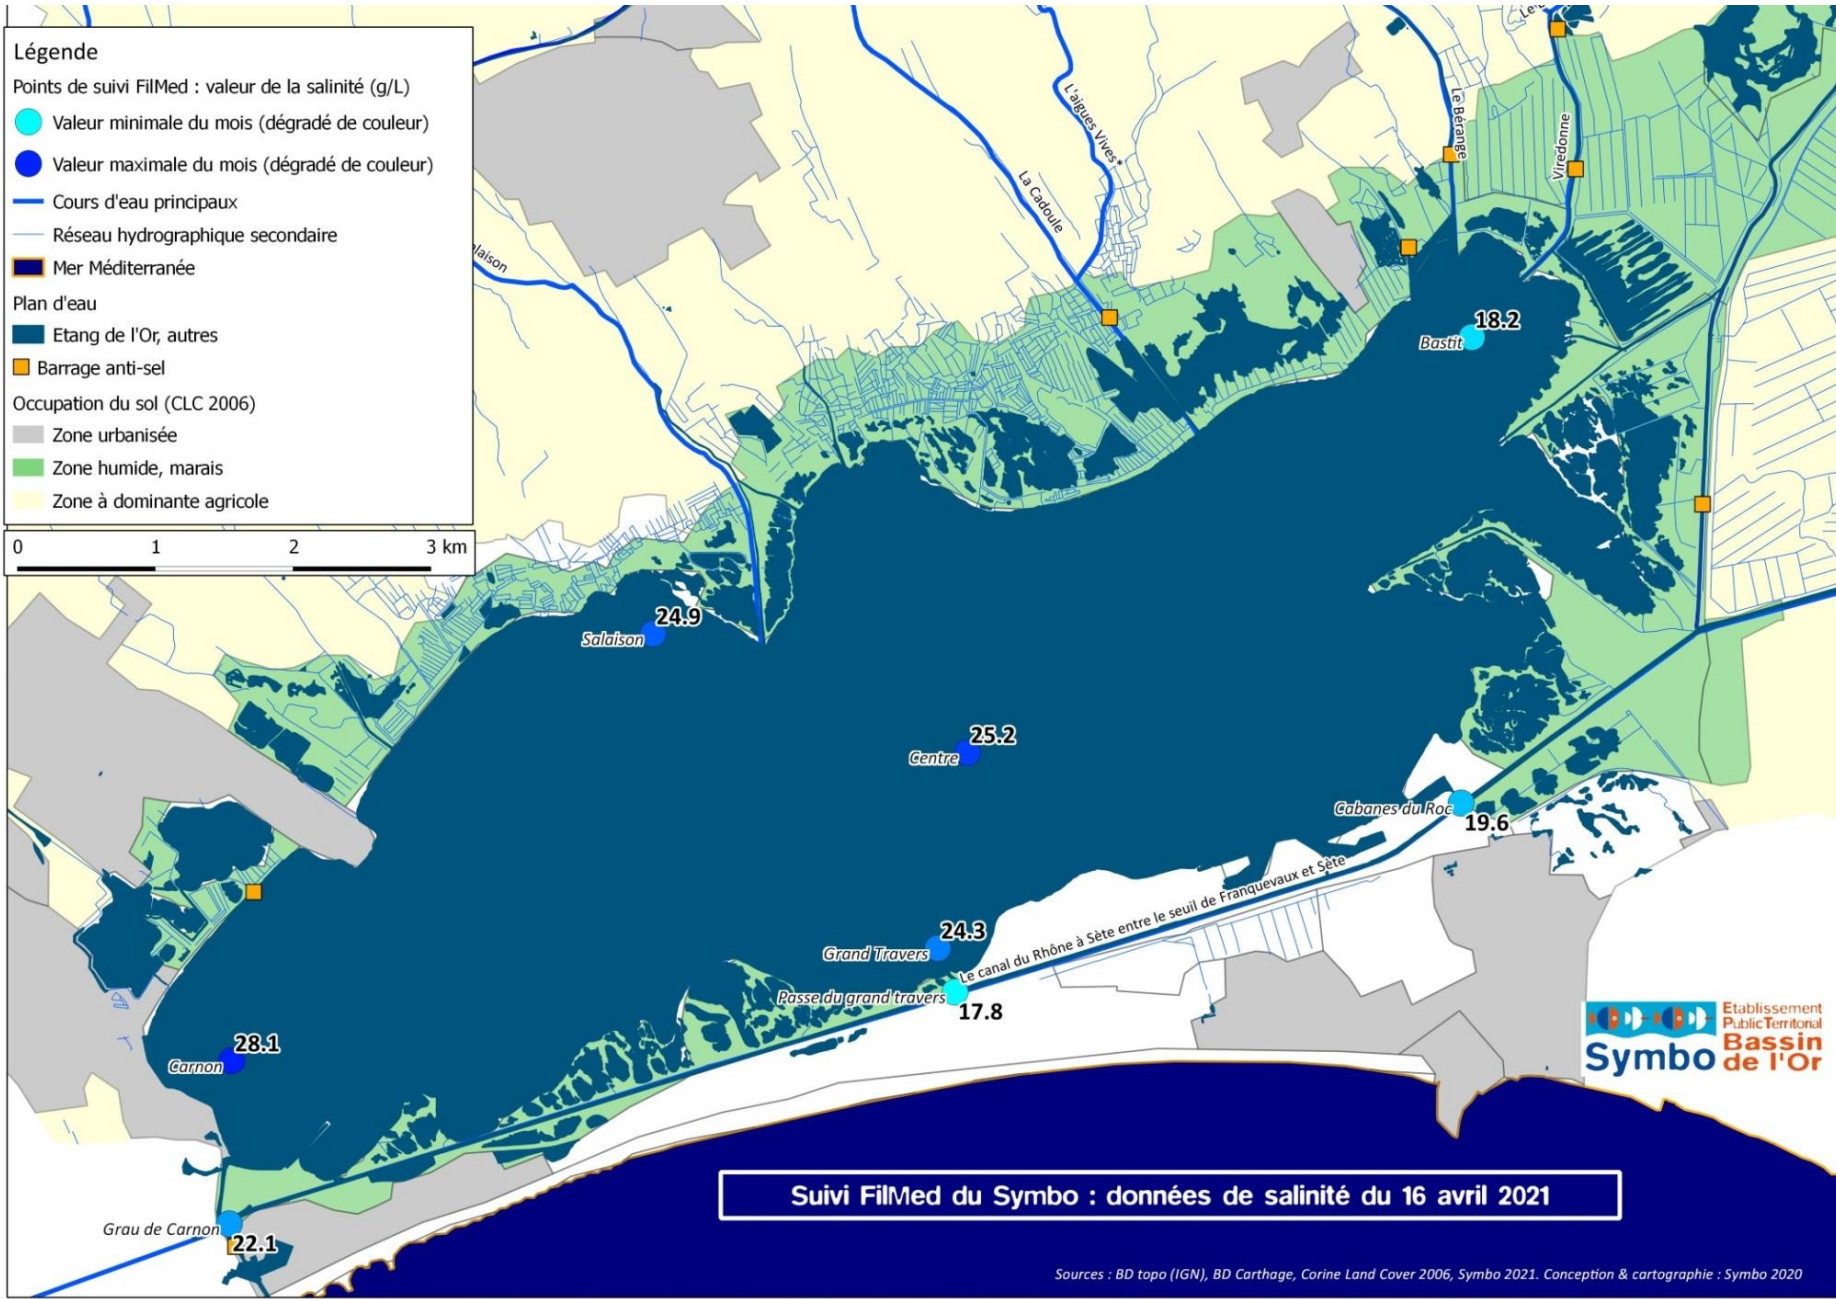 Légende
Points de suivi FilMed : valeur de la salinité (g/L)
Valeur minimale du mois (dégradé de couleur)
Valeur maximale du mois (dégradé de couleur)
Cours d'eau principaux
Réseau hydrographique secondaire
Mer Méditerranée
Plan d'eau
Etang de l'Or, autres
Barrage anti-sel
Occupation du sol (CLC 2006)
Zone urbanisée
Zone humide, marais
Zone à dominante agricole
0 1 2 3 km
alaison
La Cadoule
L'aigues Vives*
Le Bérange
Viredonne
18.2
Bastit
24.9
Salaison
25.2
Centre
Cabanes du Roc
19.6
Le canal du Rhône à Sète entre le seuil de Franquevaux et Sète
24.3
Grand Travers
Passe du grand travers
17.8
28.1
Carnon
Grau de Carnon
22.1
Symbo
Etablissement
Public Territorial
Bassin
de l'Or
Suivi FilMed du Symbo : données de salinité du 16 avril 2021
Sources : BD topo (IGN), BD Carthage, Corine Land Cover 2006, Symbo 2021. Conception & cartographie : Symbo 2020